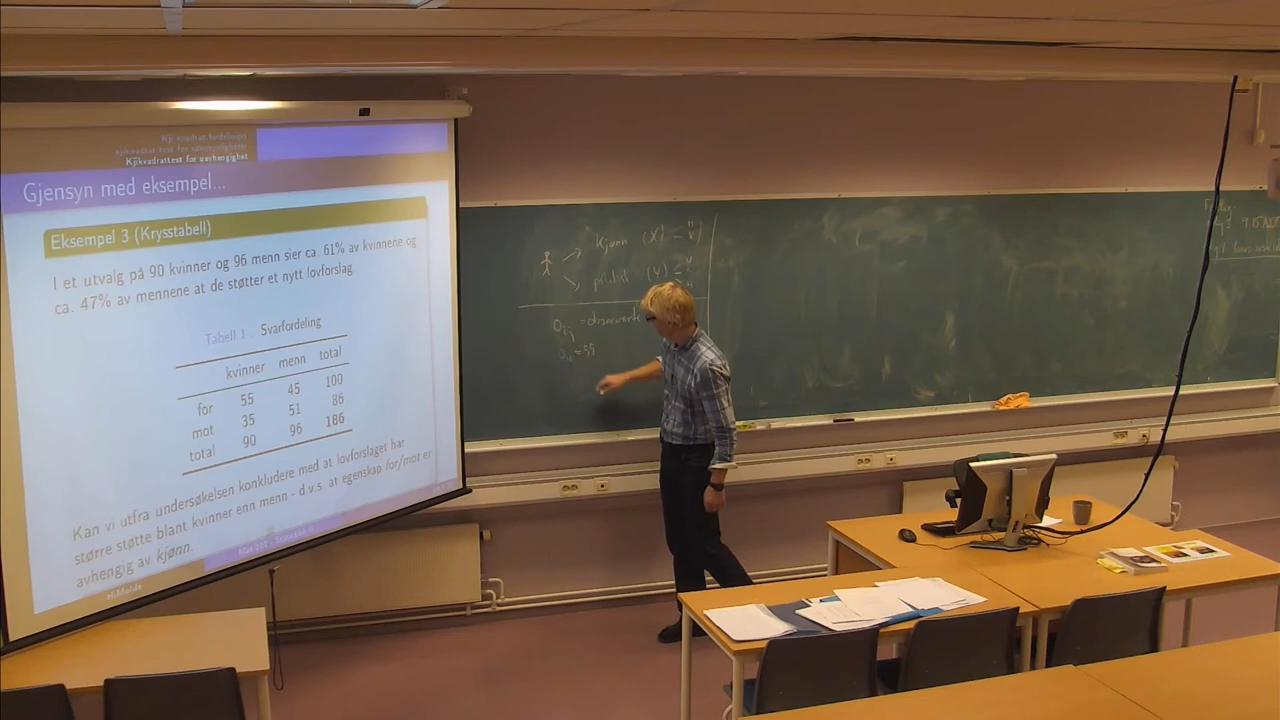 Kji-kvadrat-fordelingen
Kjikvadrattest for uavhengighet
Gjensyn med eksempel...
Eksempel 3 (Krysstabell)
I et utvalg på 90 kvinner og 96 menn sier ca. 61% av kvinnene og
ca. 47% av mennene at de støtter et nytt lovforslag.
Tabell 1 : Svarfordeling
kvinner menn total
for 55 45 100
mot 35 51 86
total 90 96 186
Kan vi utfra undersøkelsen konkludere med at lovforslaget har
større støtte blant kvinner enn menn - d.v.s. at egenskap for/mot er
avhengig av kjønn.
HiMolde
Kjønn (X) =
politikk (Y) =
Oij = observerte
O11 = 55